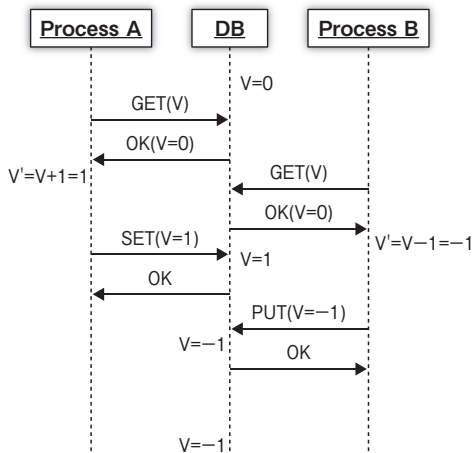 Process A DB Process B
V=0
GET(V)
OK(V=0)
V'=V+1=1
GET(V)
OK(V=0)
SET(V=1)
V'=V−1=−1
V=1
OK
PUT(V=−1)
V=−1
OK
V=−1